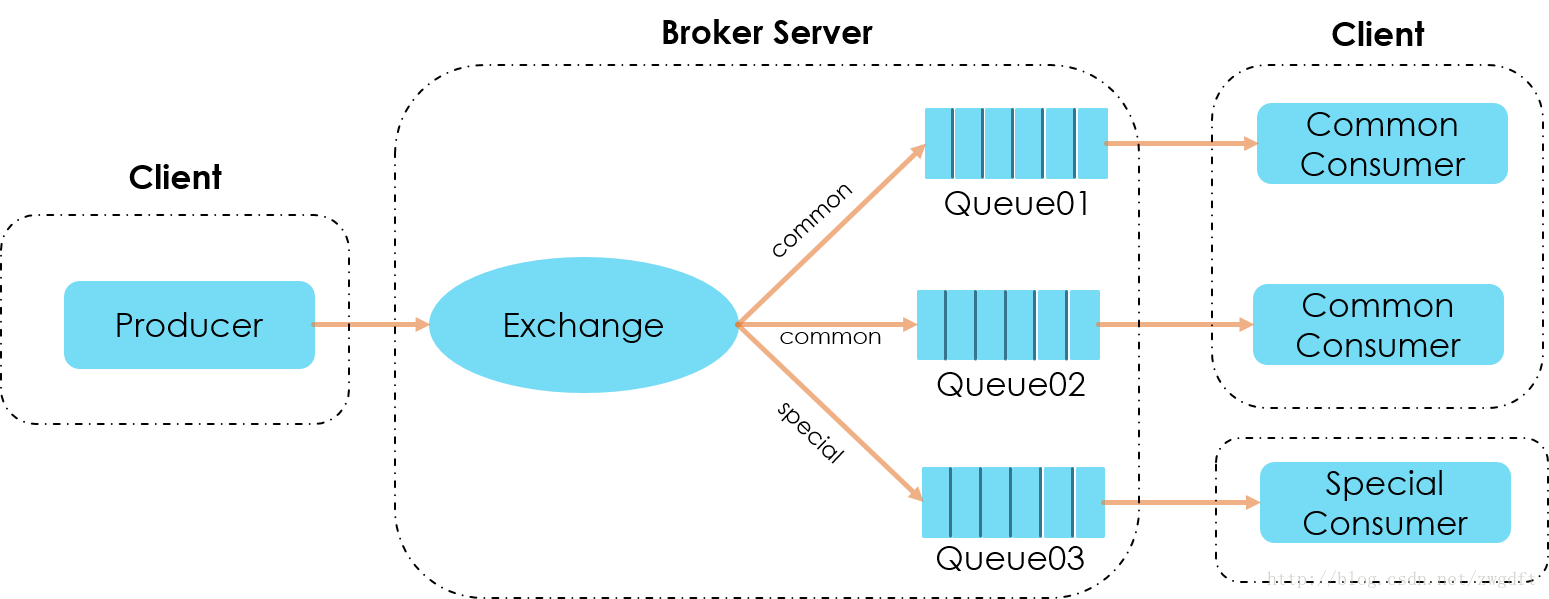 Broker Server
Client
Client
Producer
Exchange
common
common
special
Queue01
Queue02
Queue03
Common
Consumer
Common
Consumer
Special
Consumer
http://blog.csdn.net/zwgdft